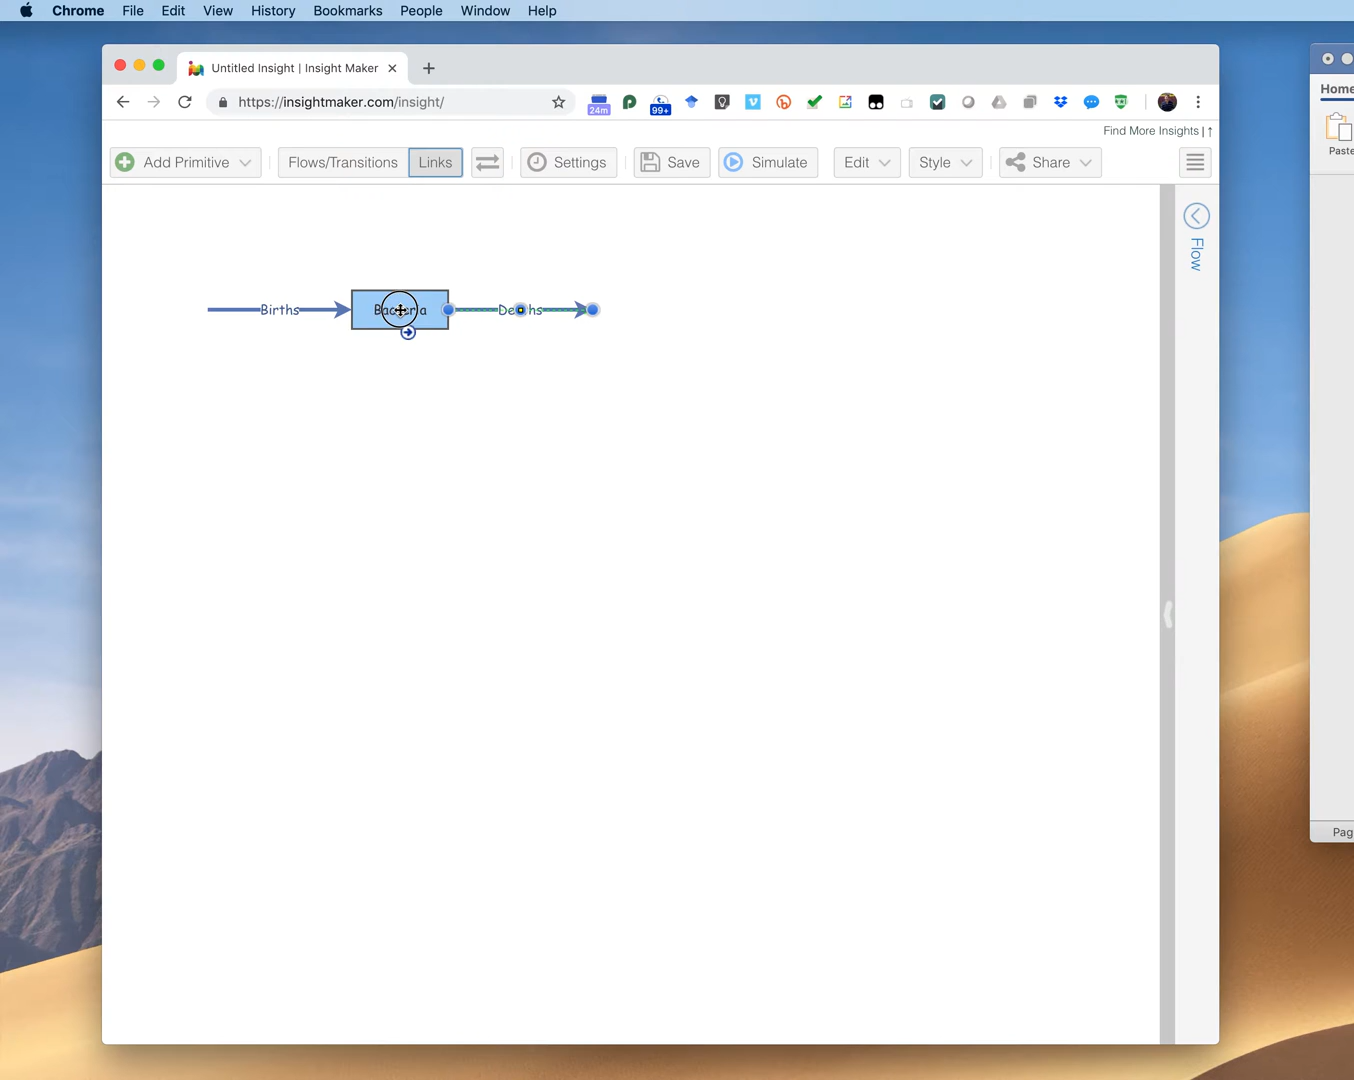 Chrome File Edit View History Bookmarks People Window Help
Untitled Insight | Insight Maker
https://insightmaker.com/insight/
24m
99+
Find More Insights | ↑
Add Primitive
Flows/Transitions
Links
Settings
Save
Simulate
Edit
Style
Share
Flow
Births
Bacteria
Deaths
Home
Paste
Pag